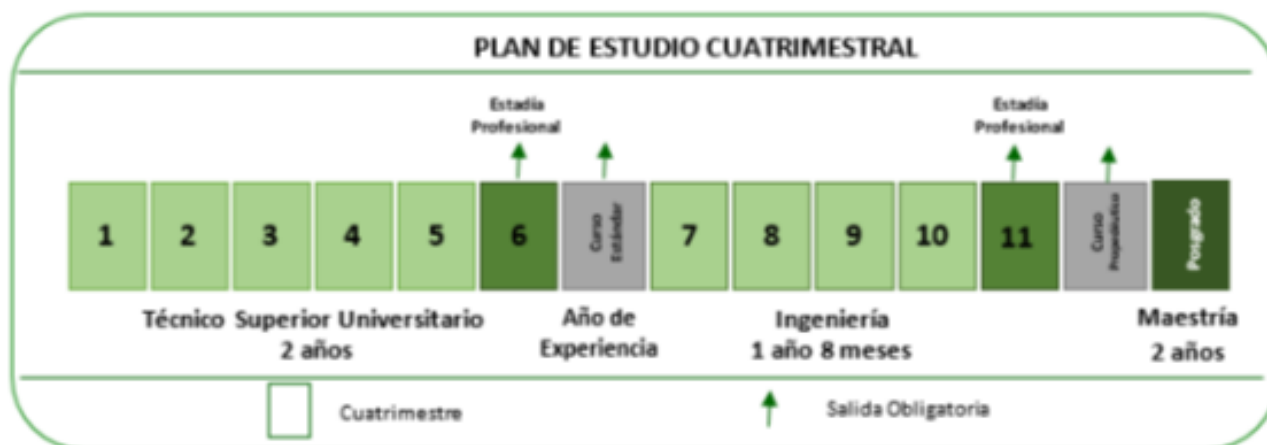 PLAN DE ESTUDIO CUATRIMESTRAL
Estadía
Profesional
Estadía
Profesional
1
2
3
4
5
6
Curso
Estándar
7
8
9
10
11
Curso
Propedéutico
Posgrado
Técnico Superior Universitario
2 años
Año de
Experiencia
Ingeniería
1 año 8 meses
Maestría
2 años
Cuatrimestre
Salida Obligatoria